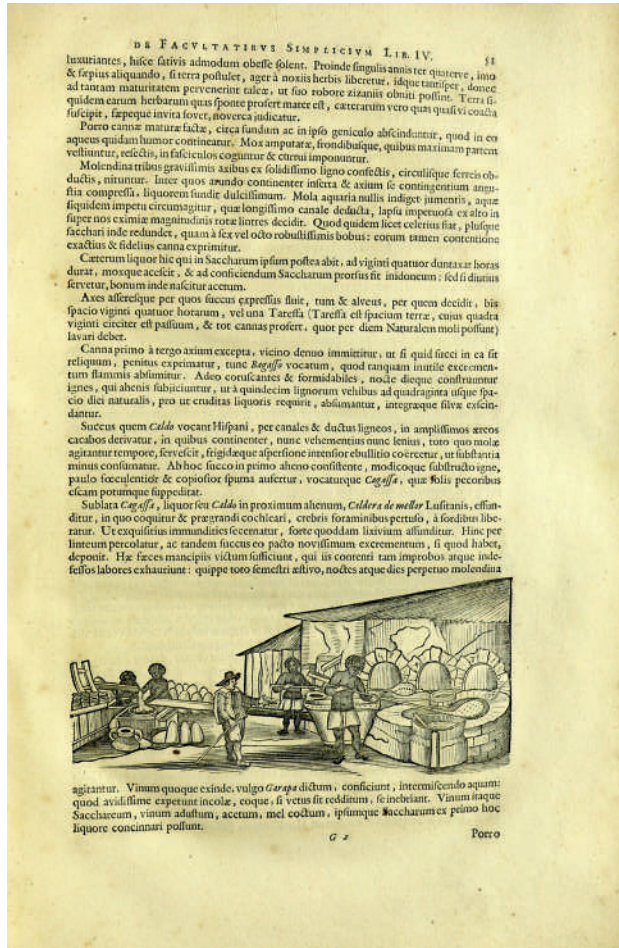 DE FACVLTATIBVS SIMPLICIVM LIB. IV. 51
luxuriantes, hisce sativis admodum obesse solent. Proinde singulis annis ter quaterve, imo
& sæpius aliquando, si terra postulet, ager à noxiis herbis liberetur, idque tantisper, donec
ad tantam maturitatem pervenerint taleæ, ut suo robore zizaniis obniti possint. Terra si-
quidem earum herbarum quas sponte profert mater est, cæterarum vero quas quasi vi coacta
suscipit, sæpeque invita fovet, noverca judicatur.
Porro cannæ maturæ factæ, circa fundum ac in ipso geniculo abscinduntur, quod in eo
aqueus quidam humor contineatur. Mox amputatæ, frondibusque, quibus maximam partem
vestiuntur, resectis, in fasciculos coguntur & currui imponuntur.
Molendina tribus gravissimis axibus ex solidissimo ligno confectis, circulisque ferreis ob-
ductis, nituntur. Inter quos arundo continenter inserta & axium se contingentium angu-
stia compressa, liquorem fundit dulcissimum. Mola aquaria nullis indiget jumentis, aquæ
siquidem impetu circumagitur, quæ longissimo canale deducta, lapsu impetuosa ex alto in
super nos eximiæ magnitudinis rotæ lintres decidit. Quod quidem licet celerius fiat, plusque
sacchari inde redundet, quam à sex vel octo robustissimis bobus: eorum tamen contentione
exactius & fidelius canna exprimitur.
Cæterum liquor hic qui in Saccharum ipsum postea abit, ad viginti quatuor duntaxat horas
durat, moxque acescit, & ad conficiendum Saccharum prorsus fit inidoneum: sed si diutius
servetur, bonum inde nascitur acetum.
Axes asseresque per quos succus expressus fluit, tum & alveus, per quem decidit, bis
spacio viginti quatuor horarum, vel una Taressa (Taressa est spacium terræ, cujus quadra
viginti circiter est passuum, & tot cannas profert, quot per diem Naturalem moli possunt)
lavari debet.
Canna primo à tergo axium excepta, vicino denuo immittitur, ut si quid succi in ea sit
reliquum, penitus exprimatur, tunc Bagasso vocatum, quod tanquam inutile excremen-
tum flammis absumitur. Adeo coruscantes & formidabiles, nocte dieque construuntur
ignes, qui ahenis subjiciuntur, ut à quindecim lignorum vehibus ad quadraginta usque spa-
cio diei naturalis, pro ut cruditas liquoris requirit, absumantur, integræque silvæ exscin-
dantur.
Succus quem Caldo vocant Hispani, per canales & ductus ligneos, in amplissimos æreos
cacabos derivatur, in quibus continenter, nunc vehementius nunc lenius, toto quo molæ
agitantur tempore, fervescit, frigidæque aspersione intensior ebullitio coërcetur, ut substantia
minus consumatur. Ab hoc succo in primo aheno consistente, modicoque substructo igne,
paulo fœculentior & copiosior spuma aufertur, vocaturque Cagassa, quæ solis pecoribus
escam potumque suppeditat.
Sublata Cagassa, liquor seu Caldo in proximum ahenum, Caldera de mellar Lusitanis, effun-
ditur, in quo coquitur & prægrandi cochleari, crebris foraminibus pertuso, à sordibus libe-
ratur. Ut exquisitius immundities secernatur, forte quoddam lixivium affunditur. Hinc per
linteum percolatur, ac tandem succus eo pacto novissimum excrementum, si quod habet,
deponit. Hæ fæces mancipiis victum sufficiunt, qui iis contenti tam improbos atque inde-
fessos labores exhauriunt: quippe toto semestri æstivo, noctes atque dies perpetuo molendina
agitantur. Vinum quoque exinde, vulgo Garapa dictum, conficiunt, intermiscendo aquam:
quod avidissime expetunt incolæ, eoque, si vetus sit redditum, se inebriant. Vinum itaque
Sacchareum, vinum adustum, acetum, mel coctum, ipsumque Saccharum ex primo hoc
liquore concinnari possunt.
G 2 Porro